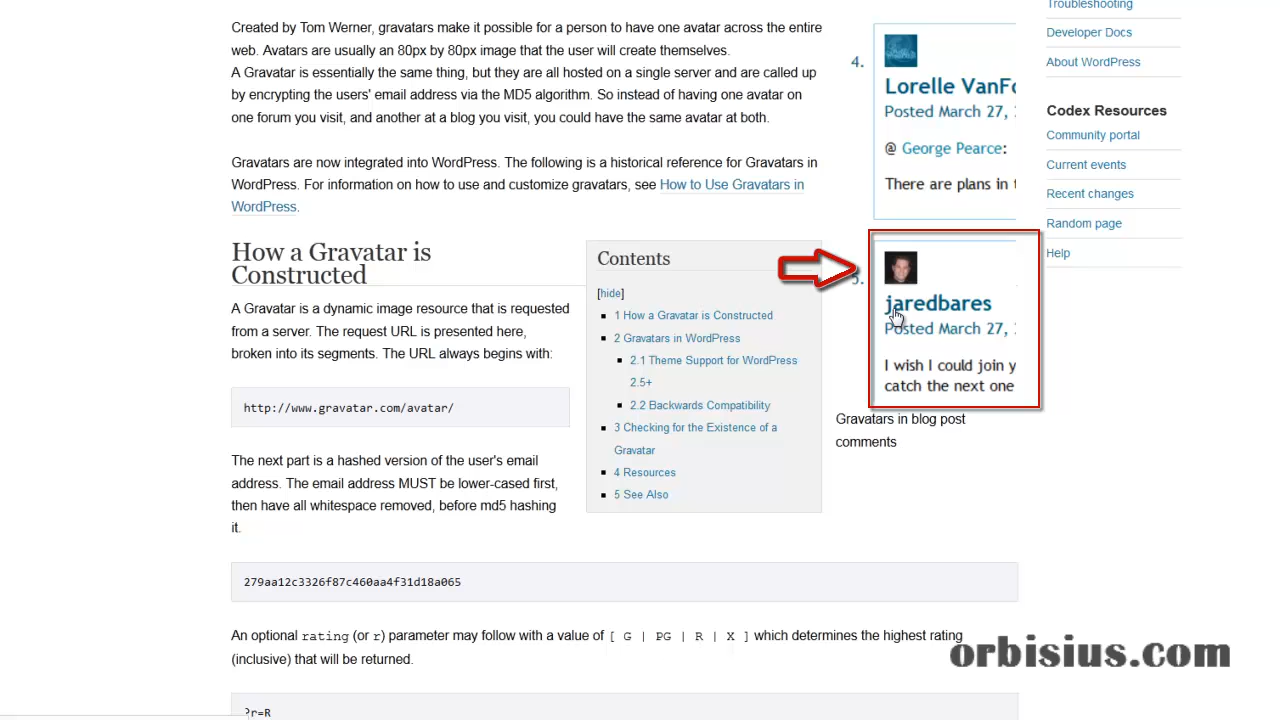 Created by Tom Werner, gravatars make it possible for a person to have one avatar across the entire
web. Avatars are usually an 80px by 80px image that the user will create themselves.
A Gravatar is essentially the same thing, but they are all hosted on a single server and are called up
by encrypting the users' email address via the MD5 algorithm. So instead of having one avatar on
one forum you visit, and another at a blog you visit, you could have the same avatar at both.
Gravatars are now integrated into WordPress. The following is a historical reference for Gravatars in
WordPress. For information on how to use and customize gravatars, see How to Use Gravatars in
WordPress.
How a Gravatar is
Constructed
A Gravatar is a dynamic image resource that is requested
from a server. The request URL is presented here,
broken into its segments. The URL always begins with:
http://www.gravatar.com/avatar/
The next part is a hashed version of the user's email
address. The email address MUST be lower-cased first,
then have all whitespace removed, before md5 hashing
it.
Contents
[hide]
1 How a Gravatar is Constructed
2 Gravatars in WordPress
2.1 Theme Support for WordPress
2.5+
2.2 Backwards Compatibility
3 Checking for the Existence of a
Gravatar
4 Resources
5 See Also
279aa12c3326f87c460aa4f31d18a065
An optional rating (or r) parameter may follow with a value of [ G | PG | R | X ] which determines the highest rating
(inclusive) that will be returned.
?r=R
4.
Lorelle VanFo
Posted March 27,
@ George Pearce:
There are plans in
5.
jaredbares
Posted March 27,
I wish I could join y
catch the next one
Gravatars in blog post
comments
Troubleshooting
Developer Docs
About WordPress
Codex Resources
Community portal
Current events
Recent changes
Random page
Help
orbisius.com